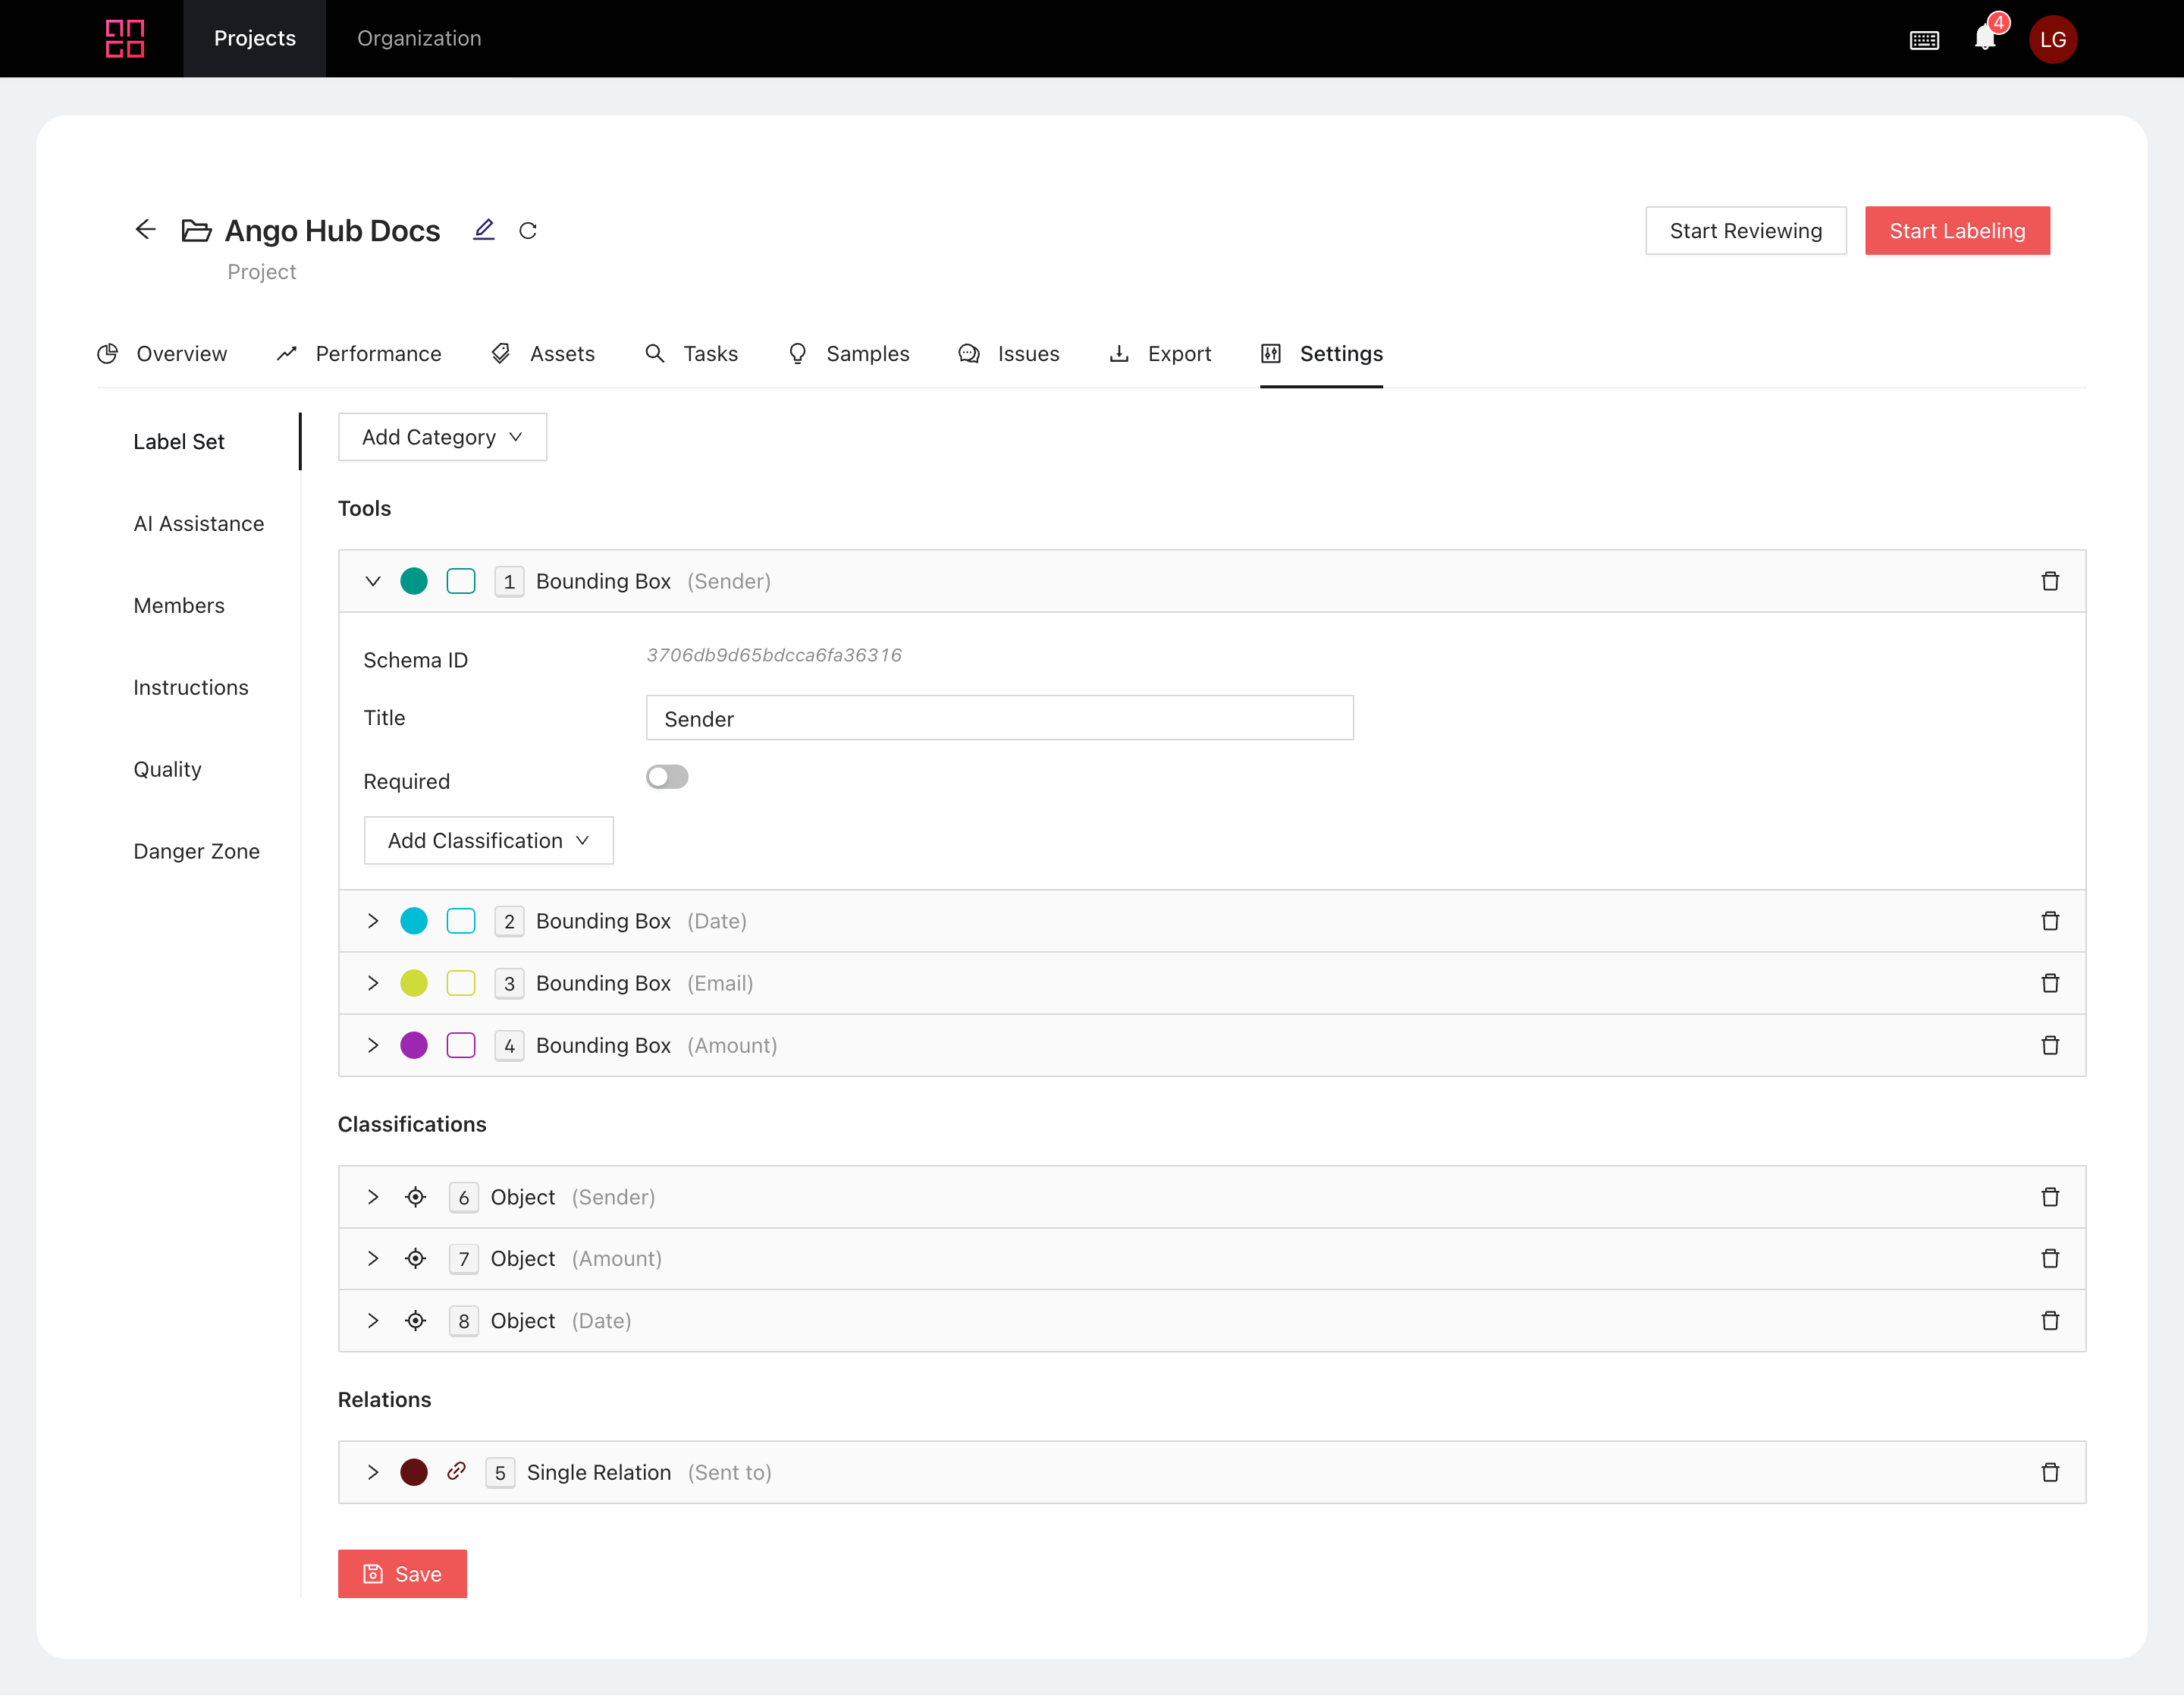 Projects
Organization
4
LG
Ango Hub Docs
Project
Start Reviewing
Start Labeling
Overview
Performance
Assets
Tasks
Samples
Issues
Export
Settings
Label Set
AI Assistance
Members
Instructions
Quality
Danger Zone
Add Category
Tools
1 Bounding Box (Sender)
Schema ID 3706db9d65bdcca6fa36316
Title Sender
Required
Add Classification
2 Bounding Box (Date)
3 Bounding Box (Email)
4 Bounding Box (Amount)
Classifications
6 Object (Sender)
7 Object (Amount)
8 Object (Date)
Relations
5 Single Relation (Sent to)
Save